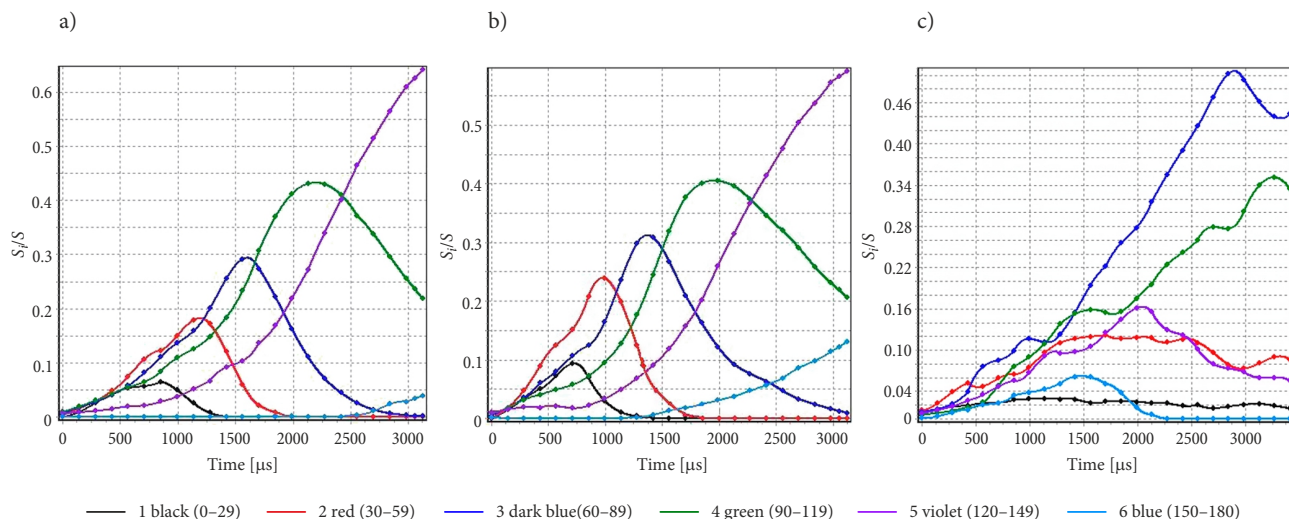 a)
b)
c)
0.6
0.5
0.4
0.3
0.2
0.1
0
Si/S
0 500 1000 1500 2000 2500 3000
Time [µs]
0.6
0.5
0.4
0.3
0.2
0.1
0
Si/S
0 500 1000 1500 2000 2500 3000
Time [µs]
0.46
0.40
0.34
0.28
0.22
0.16
0.10
0.04
0
Si/S
0 500 1000 1500 2000 2500 3000
Time [µs]
1 black (0–29) 2 red (30–59) 3 dark blue(60–89) 4 green (90–119) 5 violet (120–149) 6 blue (150–180)